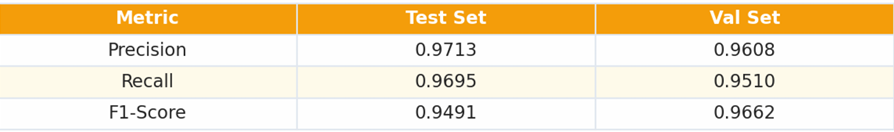 Metric Test Set Val Set
Precision 0.9713 0.9608
Recall 0.9695 0.9510
F1-Score 0.9491 0.9662